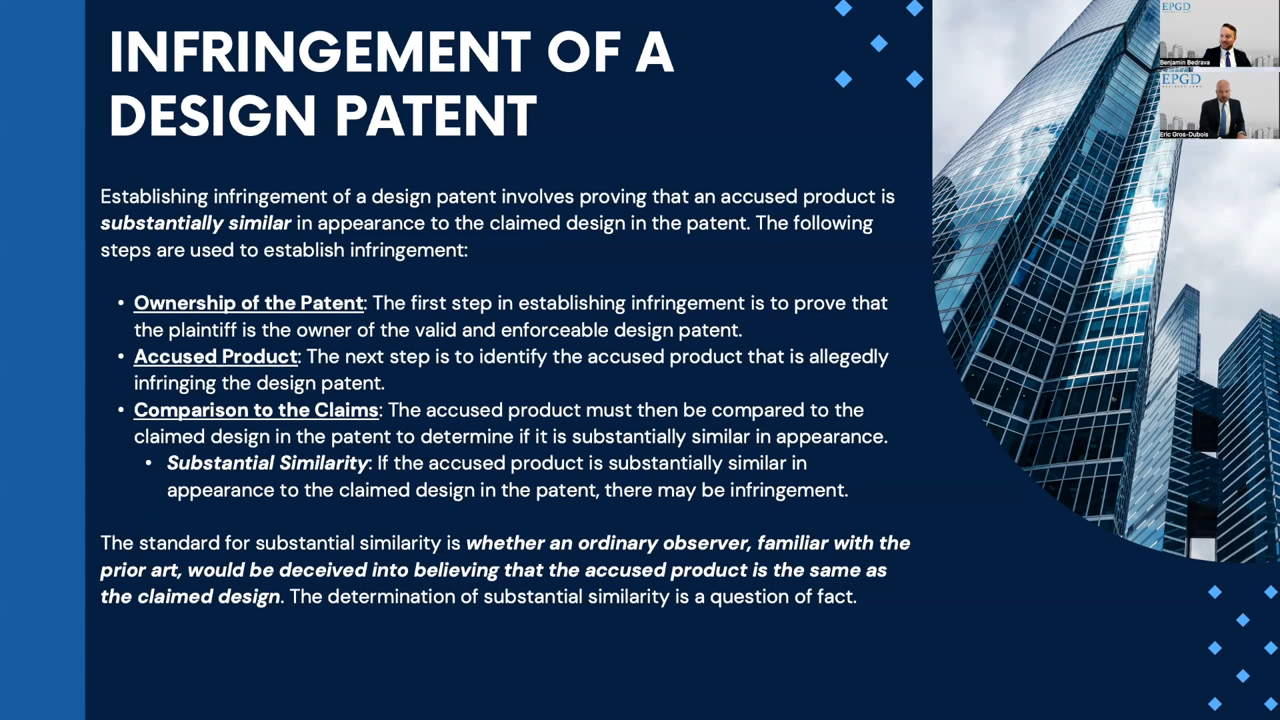 INFRINGEMENT OF A
DESIGN PATENT
Establishing infringement of a design patent involves proving that an accused product is
substantially similar in appearance to the claimed design in the patent. The following
steps are used to establish infringement:
• Ownership of the Patent: The first step in establishing infringement is to prove that
the plaintiff is the owner of the valid and enforceable design patent.
• Accused Product: The next step is to identify the accused product that is allegedly
infringing the design patent.
• Comparison to the Claims: The accused product must then be compared to the
claimed design in the patent to determine if it is substantially similar in appearance.
• Substantial Similarity: If the accused product is substantially similar in
appearance to the claimed design in the patent, there may be infringement.
The standard for substantial similarity is whether an ordinary observer, familiar with the
prior art, would be deceived into believing that the accused product is the same as
the claimed design. The determination of substantial similarity is a question of fact.
EPGD
Benjamin Bedrava
EPGD
BUSINESS LAW
Eric Gros-Dubois